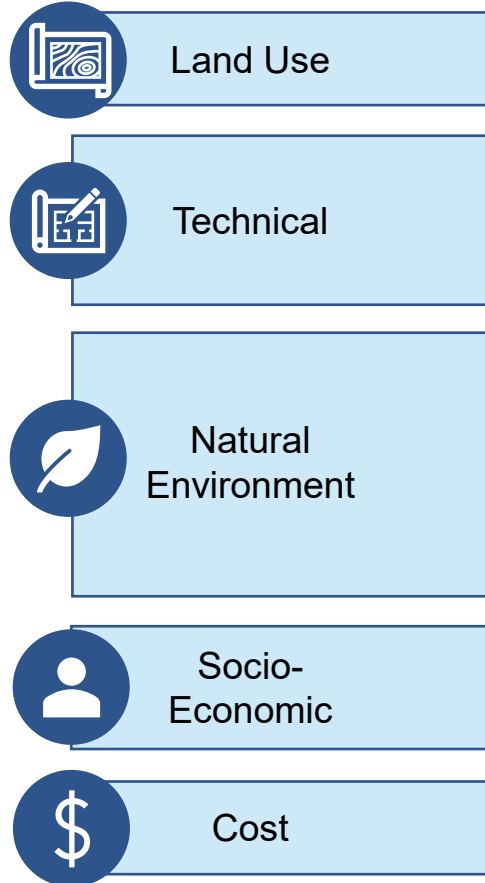 Land Use
Technical
Natural
Environment
Socio-
Economic
$
Cost